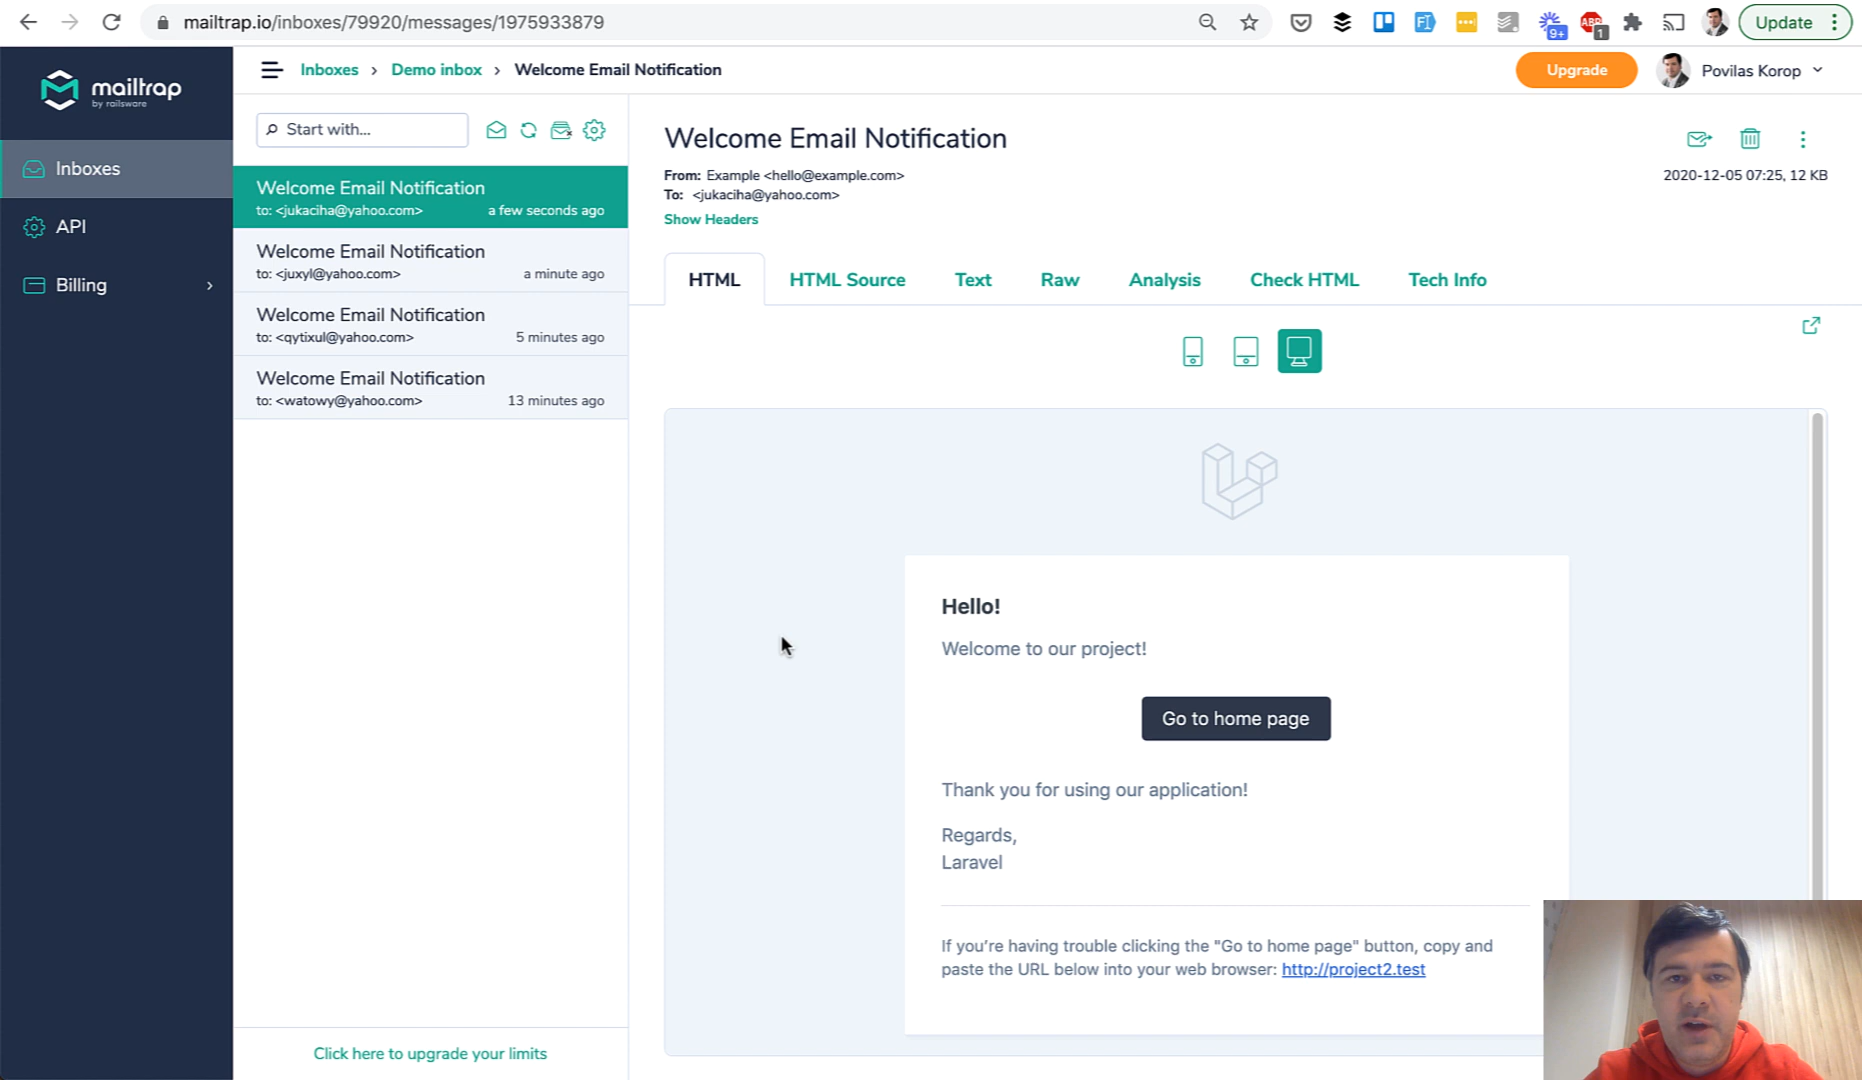 mailtrap.io/inboxes/79920/messages/1975933879
9+
ABP
1
Update
mailtrap
by railsware
Inboxes › Demo inbox › Welcome Email Notification
Upgrade
Povilas Korop
Inboxes
API
Billing
Start with...
Welcome Email Notification
to: <jukaciha@yahoo.com> a few seconds ago
Welcome Email Notification
to: <juxyl@yahoo.com> a minute ago
Welcome Email Notification
to: <qytixul@yahoo.com> 5 minutes ago
Welcome Email Notification
to: <watowy@yahoo.com> 13 minutes ago
Click here to upgrade your limits
Welcome Email Notification
From: Example <hello@example.com>
To: <jukaciha@yahoo.com>
Show Headers
2020-12-05 07:25, 12 KB
HTML HTML Source Text Raw Analysis Check HTML Tech Info
Hello!
Welcome to our project!
Go to home page
Thank you for using our application!
Regards,
Laravel
If you’re having trouble clicking the "Go to home page" button, copy and
paste the URL below into your web browser: http://project2.test